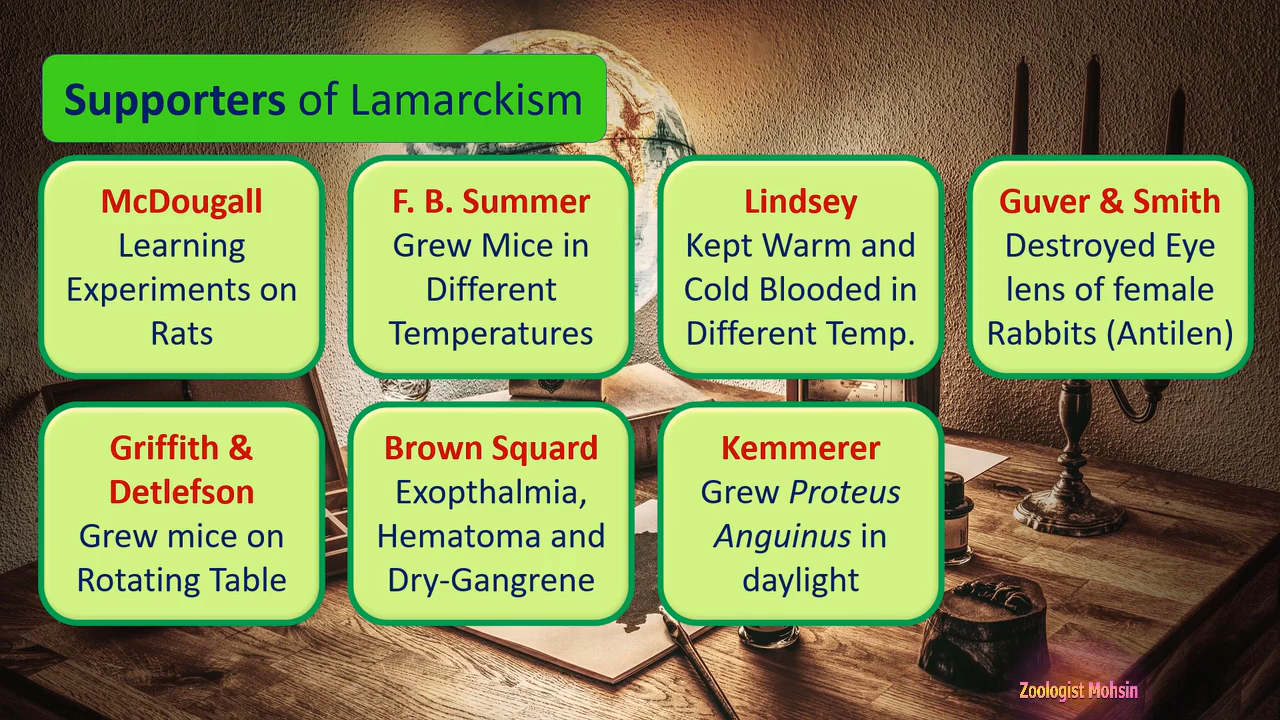 Supporters of Lamarckism
McDougall
Learning
Experiments on
Rats
F. B. Summer
Grew Mice in
Different
Temperatures
Lindsey
Kept Warm and
Cold Blooded in
Different Temp.
Guver & Smith
Destroyed Eye
lens of female
Rabbits (Antilen)
Griffith &
Detlefson
Grew mice on
Rotating Table
Brown Squard
Exopthalmia,
Hematoma and
Dry-Gangrene
Kemmerer
Grew Proteus
Anguinus in
daylight
Zoologist Mohsin